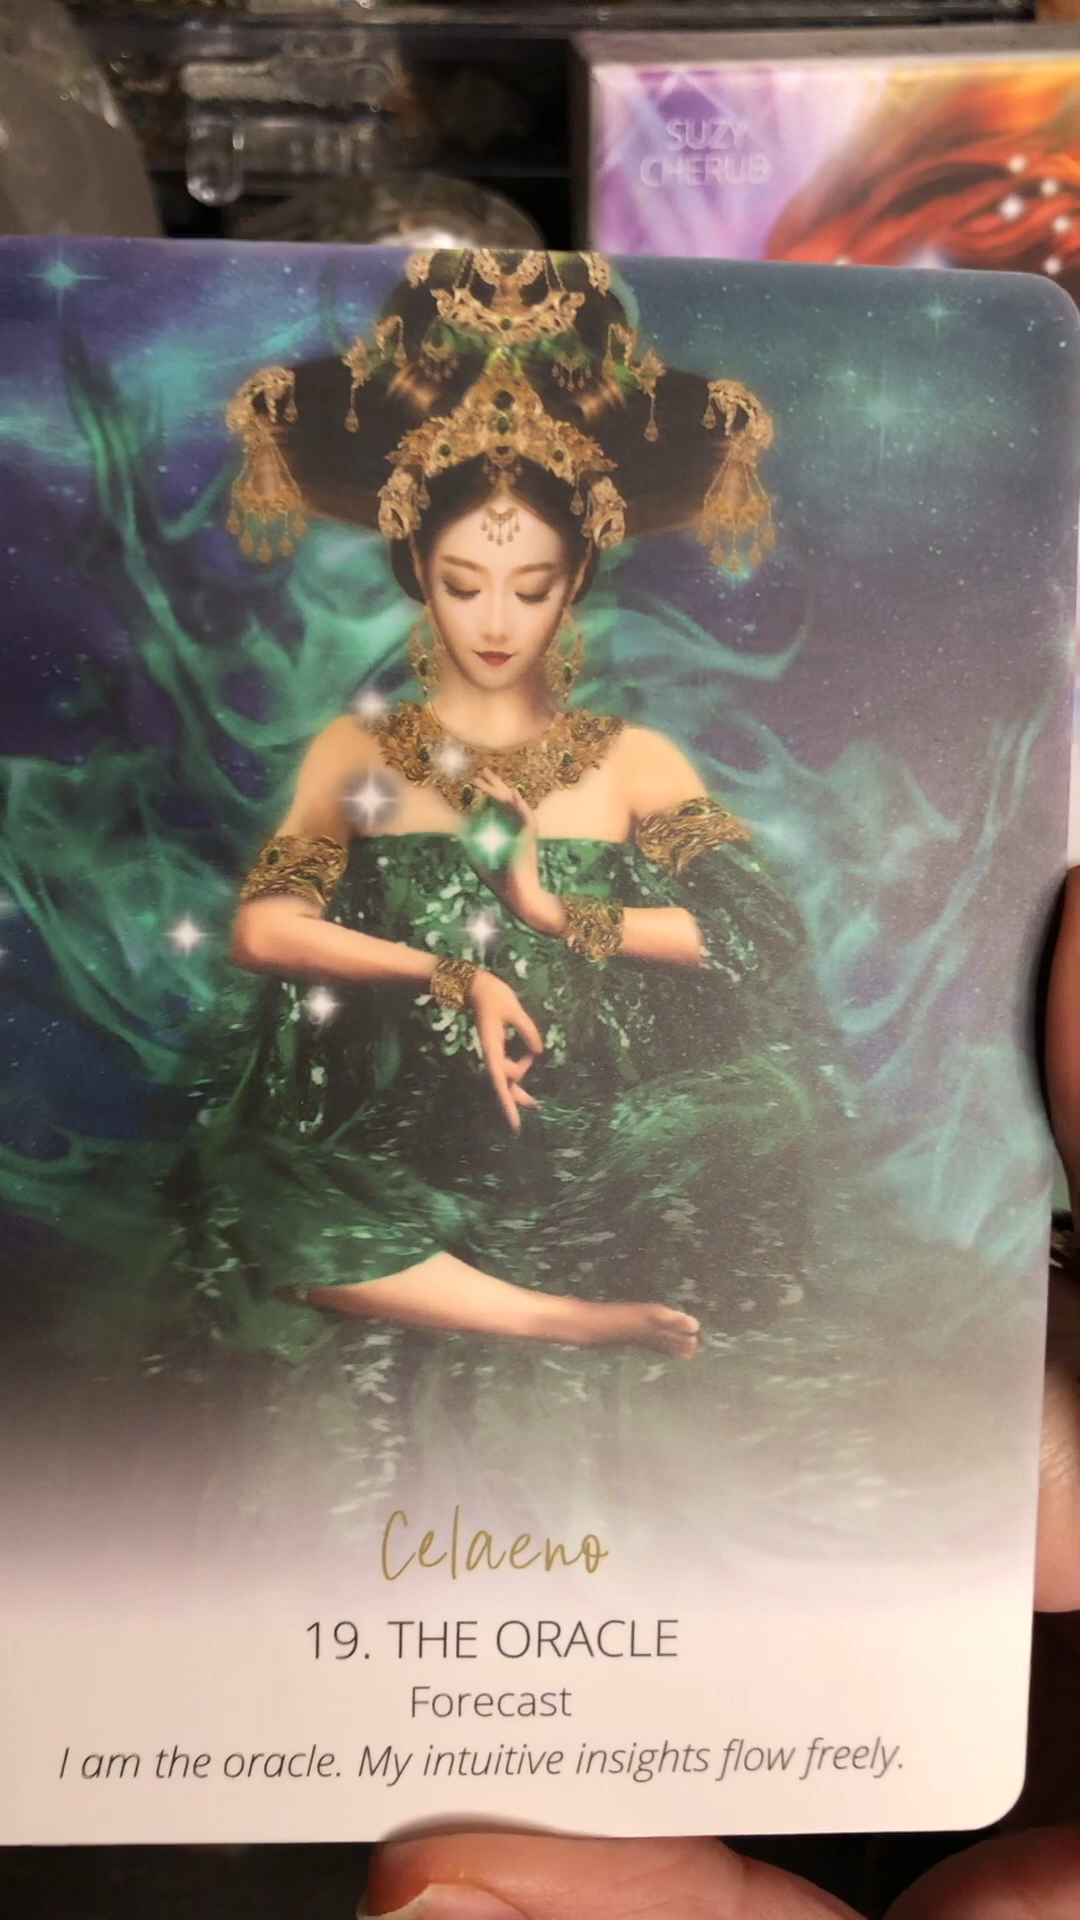 SUZY
CHERUB
Celaeno
19. THE ORACLE
Forecast
I am the oracle. My intuitive insights flow freely.